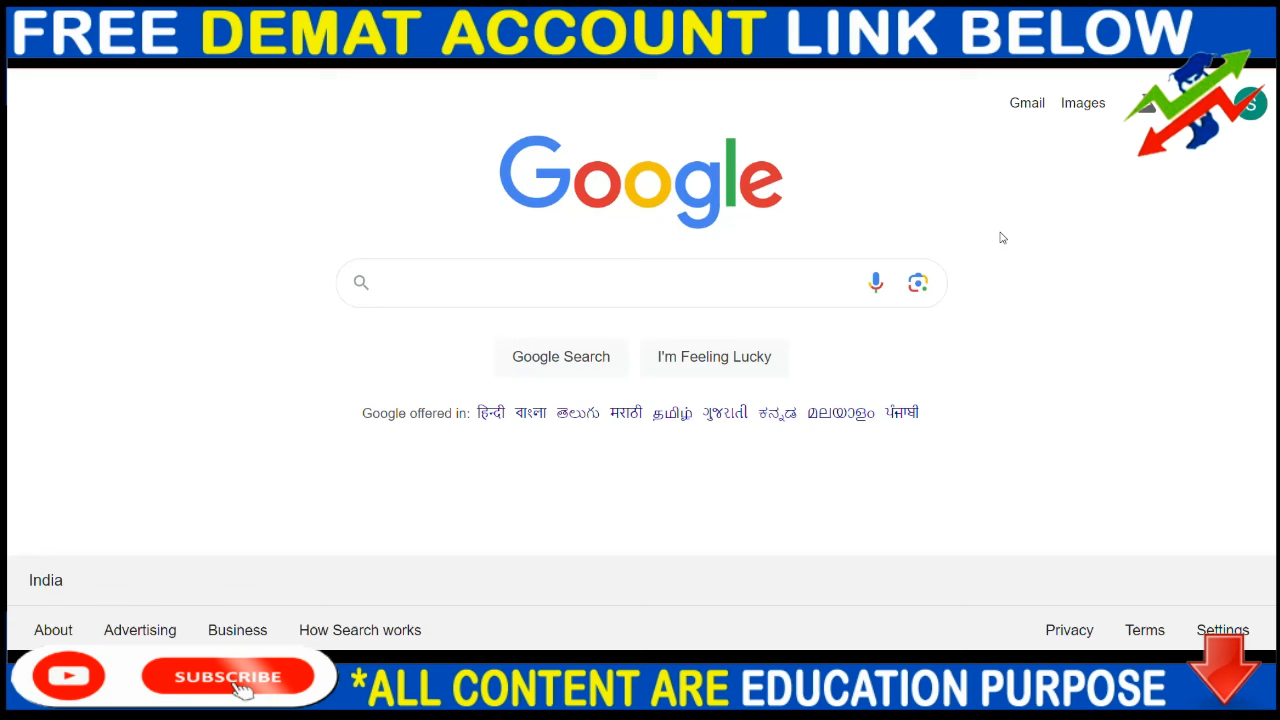 FREE DEMAT ACCOUNT LINK BELOW
Gmail Images
S
Google
Google Search I'm Feeling Lucky
Google offered in: हिन्दी বাংলা తెలుగు मराठी தமிழ் ગુજરાતી ಕನ್ನಡ മലയാളം ਪੰਜਾਬੀ
India
About Advertising Business How Search works Privacy Terms Settings
SUBSCRIBE
*ALL CONTENT ARE EDUCATION PURPOSE